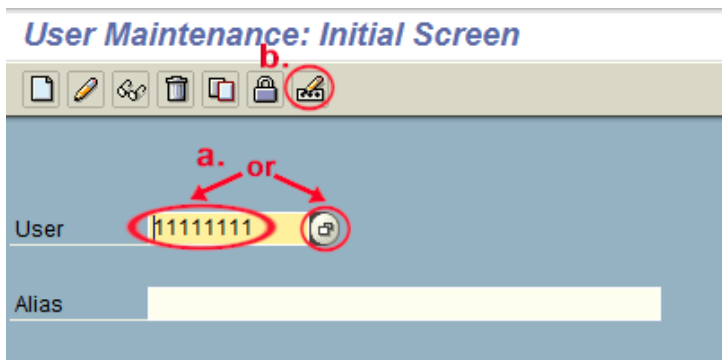 User Maintenance: Initial Screen
b.
a. or
User 11111111
Alias